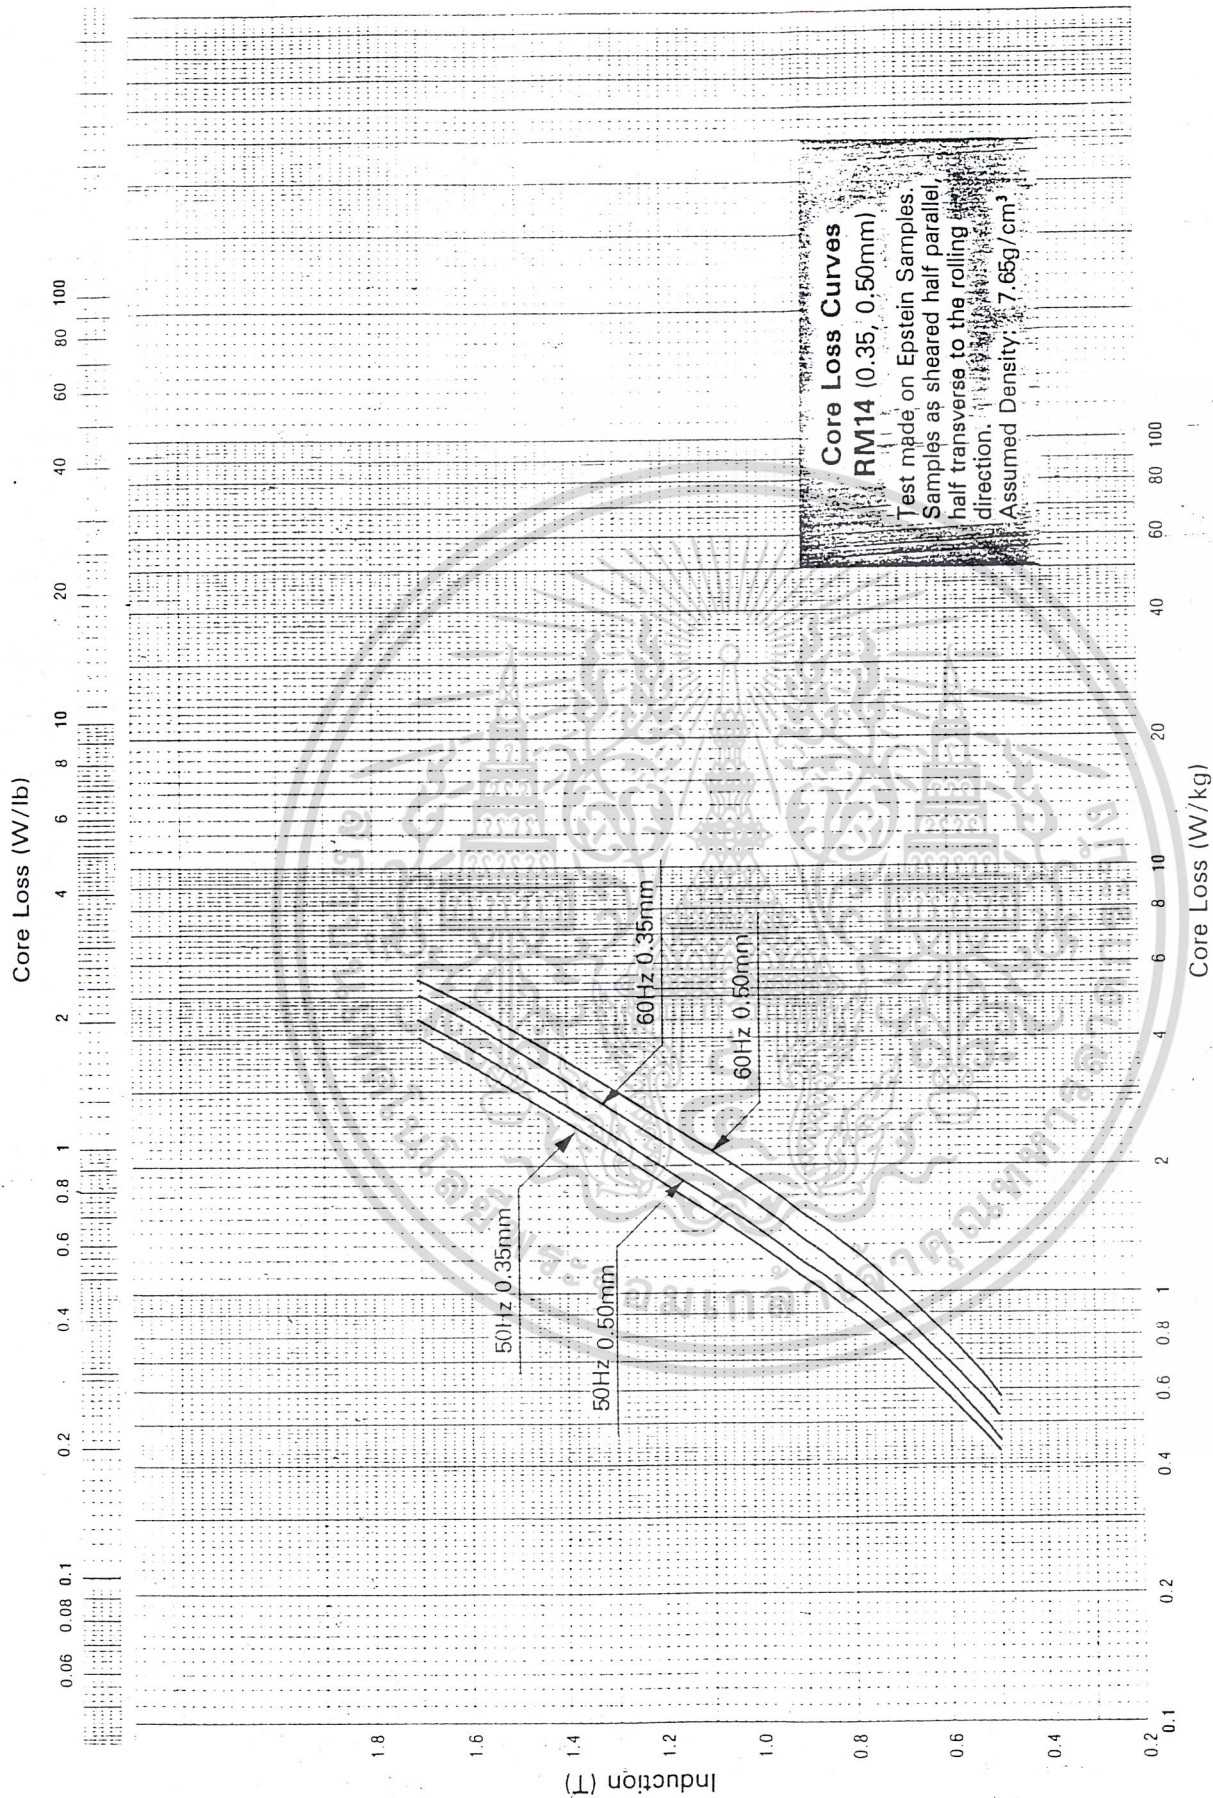 Core Loss (W/lb)
0.06 0.08 0.1 0.2 0.4 0.6 0.8 1 2 4 6 8 10 20 40 60 80 100
Induction (T)
1.8
1.6
1.4
1.2
1.0
0.8
0.6
0.4
0.2
50Hz 0.35mm
50Hz 0.50mm
60Hz 0.35mm
60Hz 0.50mm
Core Loss Curves
RM14 (0.35, 0.50mm)
Test made on Epstein Samples.
Samples as sheared half parallel,
half transverse to the rolling
direction.
Assumed Density; 7.65g/cm³
0.1 0.2 0.4 0.6 0.8 1 2 4 6 8 10 20 40 60 80 100
Core Loss (W/kg)